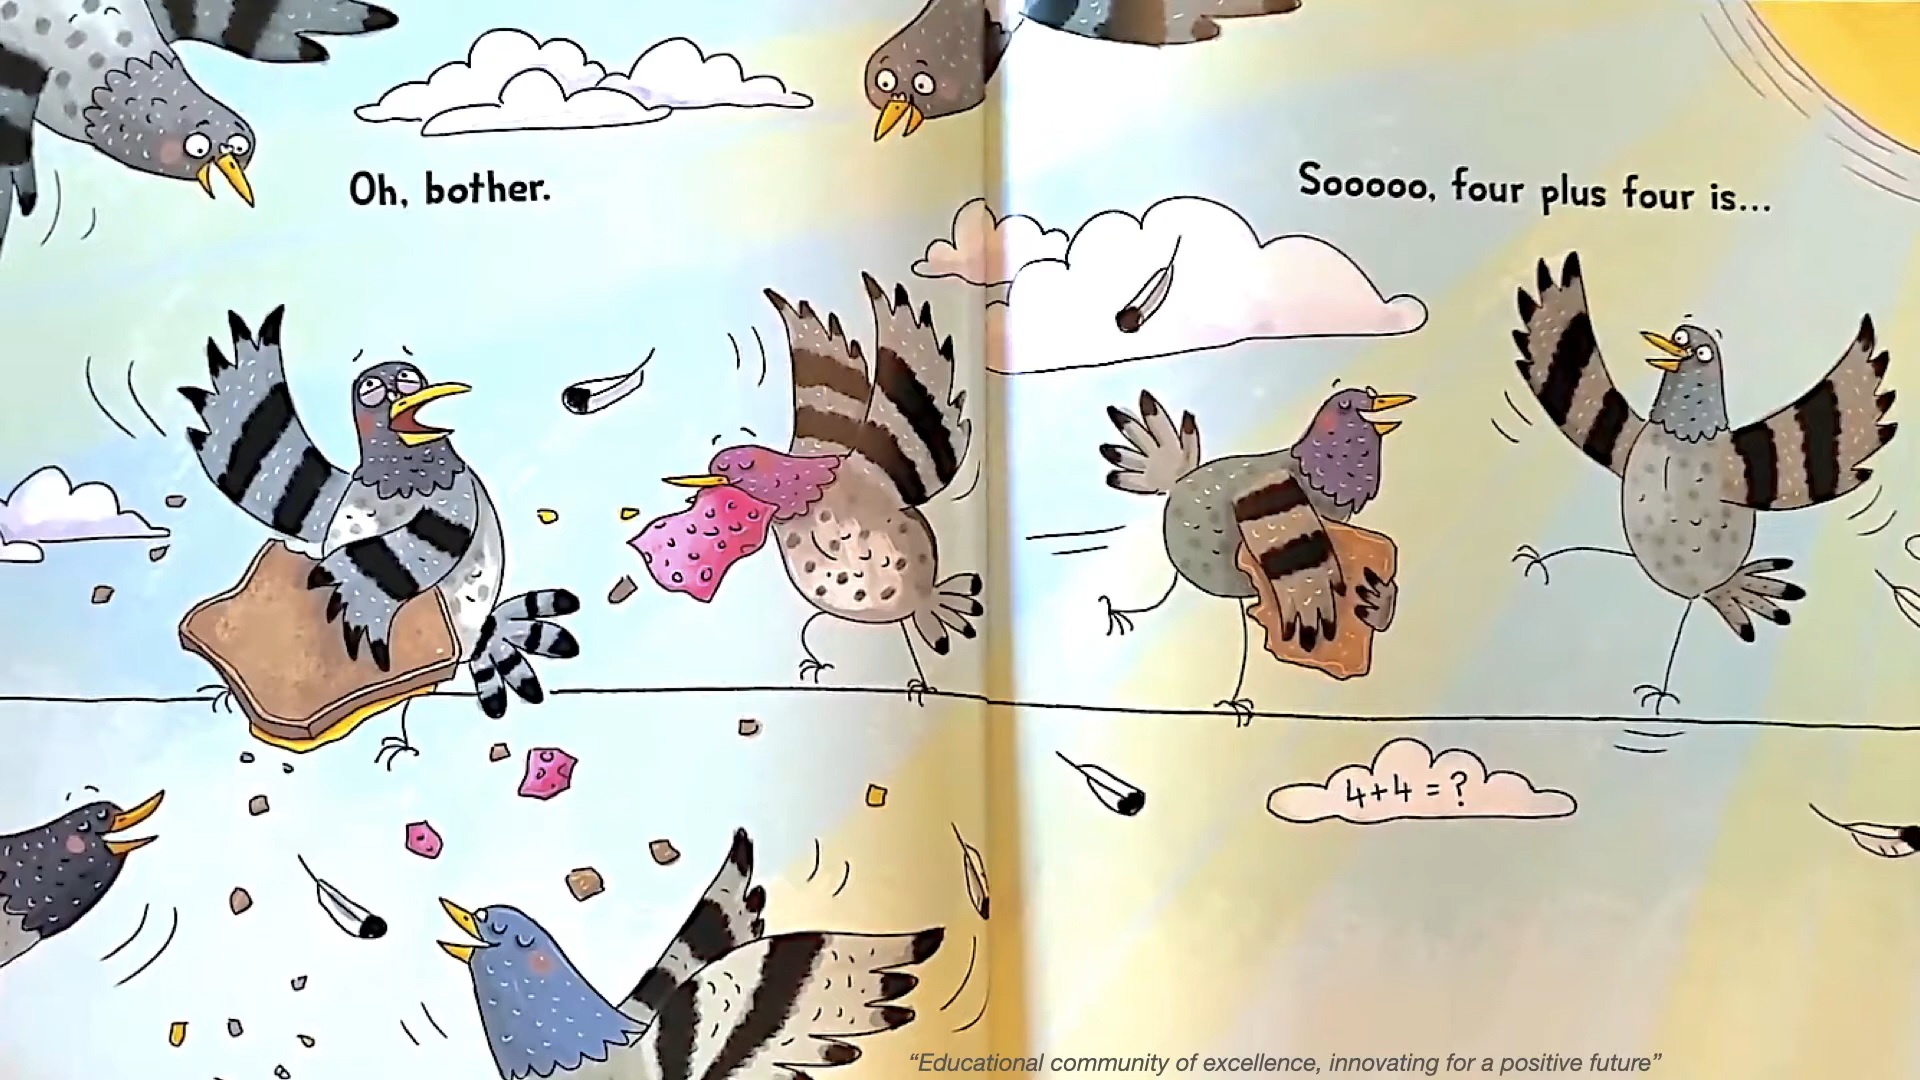 Oh, bother.
Sooooo, four plus four is...
4+4=?
“Educational community of excellence, innovating for a positive future”